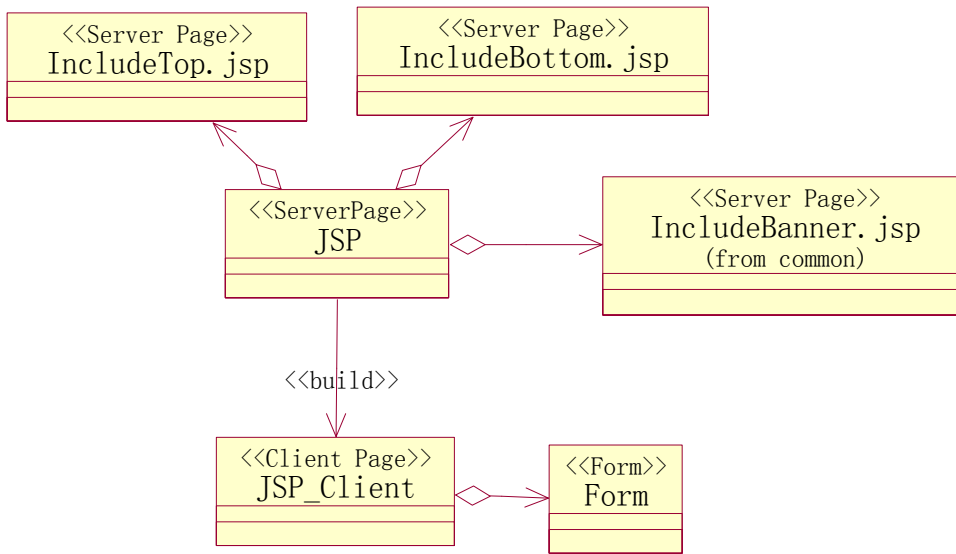 <<Server Page>>
IncludeTop.jsp
<<Server Page>>
IncludeBottom.jsp
<<ServerPage>>
JSP
<<Server Page>>
IncludeBanner.jsp
(from common)
<<build>>
<<Client Page>>
JSP_Client
<<Form>>
Form